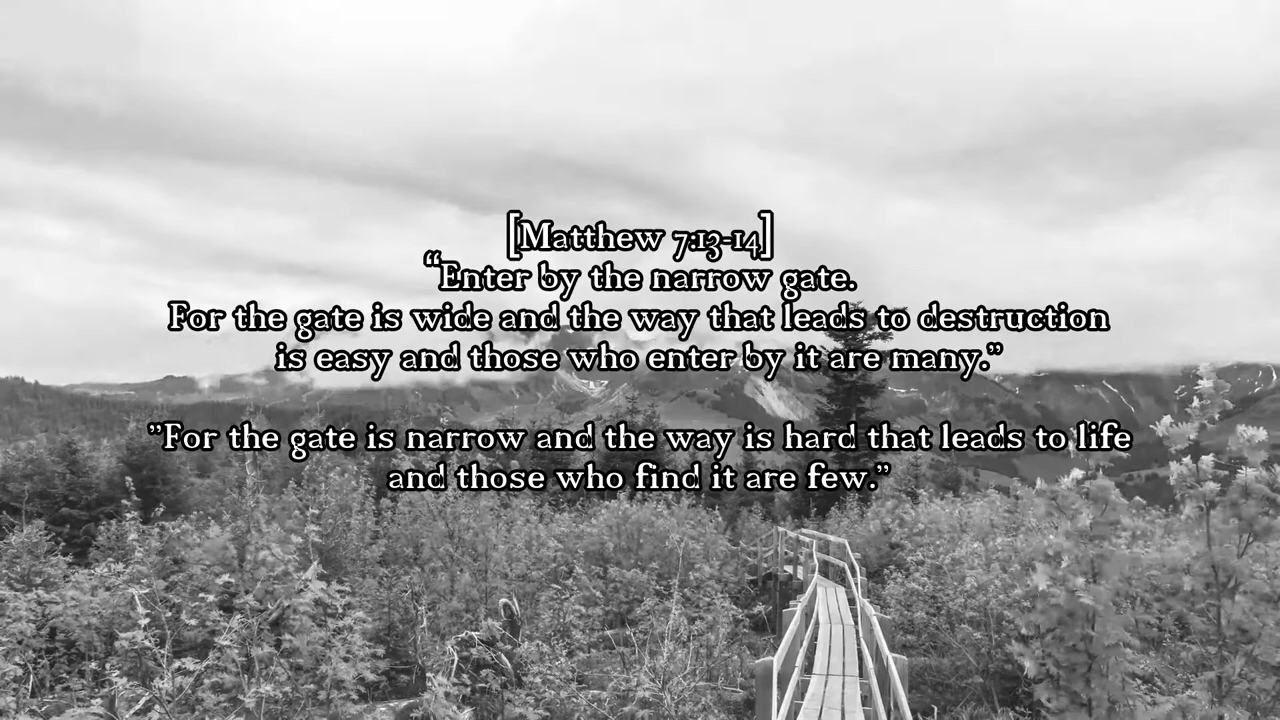 [Matthew 7:13-14]
“Enter by the narrow gate.
For the gate is wide and the way that leads to destruction
is easy and those who enter by it are many.”
”For the gate is narrow and the way is hard that leads to life
and those who find it are few.”